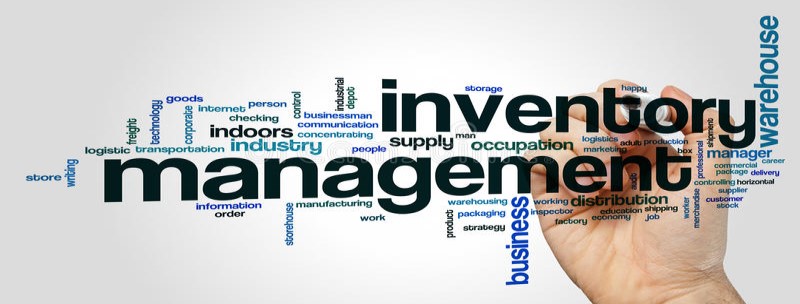 storage
happy
warehouse
goods
person
internet
control
industrial
depot
inventory
technology
corporate
checking
businessman
communication
freight
indoors
concentrating
supply
man
logistics
shipment
adult
production
logistic
transportation
industry
people
occupation
marketing
box
professional
manager
commercial
career
store
writing
management
audit
package
delivery
controlling
horizontal
supplier
information
order
storehouse
manufacturing
work
product
warehousing
packaging
strategy
business
working
distribution
inspector
education
shipping
factory
economy
job
worker
merchandise
customer
stock